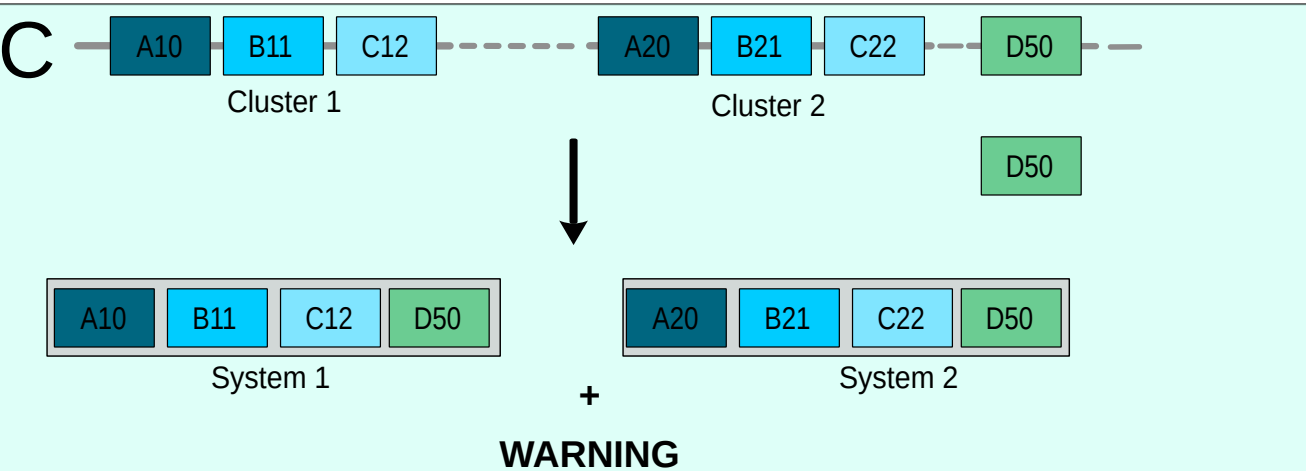 C
A10 B11 C12 A20 B21 C22 D50
Cluster 1 Cluster 2
D50
A10 B11 C12 D50 A20 B21 C22 D50
System 1 System 2
+
WARNING